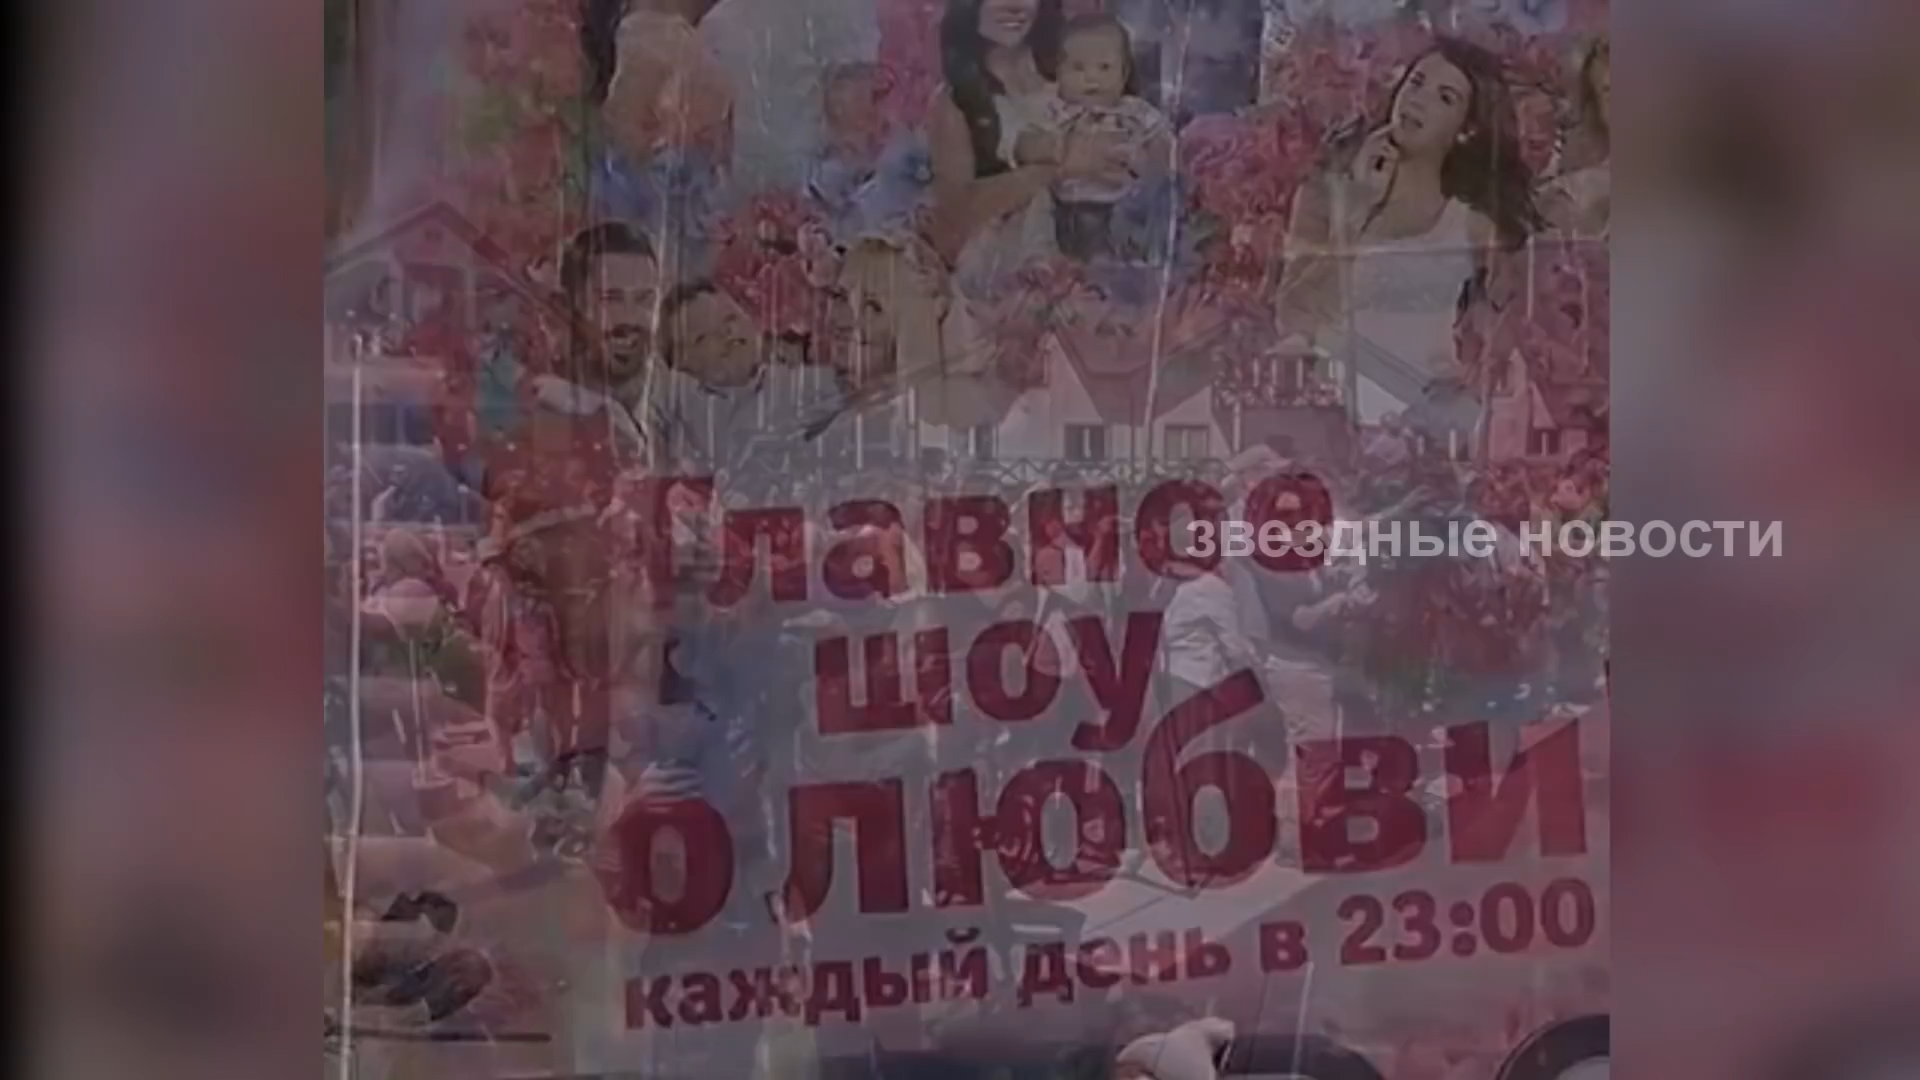 Главное
звездные новости
шоу
о любви
каждый день в 23:00